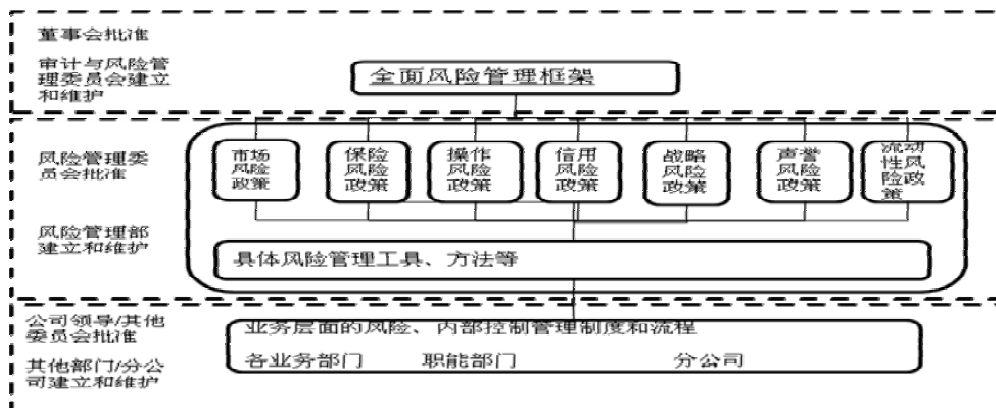 董事会批准
审计与风险管
理委员会建立
和维护
全面风险管理框架
风险管理委
员会批准
风险管理部
建立和维护
市场
风险
政策
保险
风险
政策
操作
风险
政策
信用
风险
政策
战略
风险
政策
声誉
风险
政策
流动
性风
险政
策
具体风险管理工具、方法等
公司领导/其他
委员会批准
其他部门/分公
司建立和维护
业务层面的风险、内部控制管理制度和流程
各业务部门 职能部门 分公司